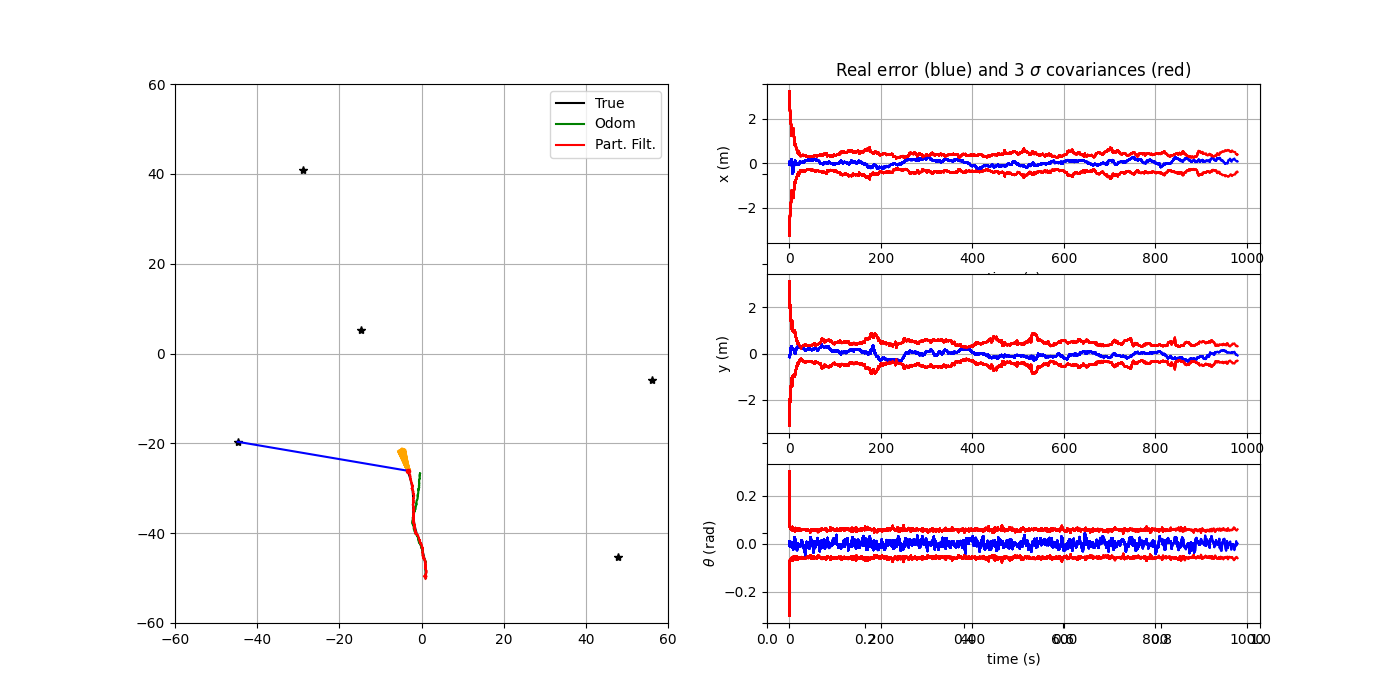 60
40
20
0
−20
−40
−60
−60 −40 −20 0 20 40 60
True
Odom
Part. Filt.
Real error (blue) and 3 σ covariances (red)
x (m)
2
0
−2
0 200 400 600 800 1000
y (m)
2
0
−2
0 200 400 600 800 1000
θ (rad)
0.2
0.0
−0.2
0 200 400 600 800 1000
0.0 0.2 0.4 0.6 0.8 1.0
time (s)